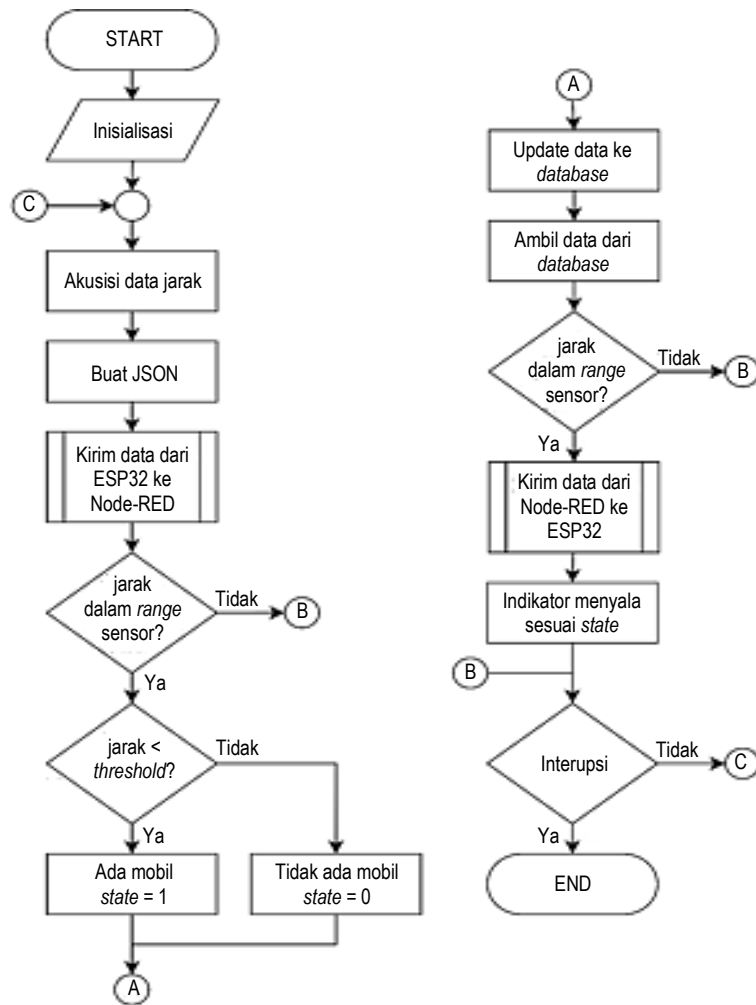 START
Inisialisasi
C
Akusisi data jarak
Buat JSON
Kirim data dari
ESP32 ke
Node-RED
jarak
dalam range
sensor?
Tidak
B
Ya
jarak <
threshold?
Tidak
Ya
Ada mobil
state = 1
Tidak ada mobil
state = 0
A
A
Update data ke
database
Ambil data dari
database
jarak
dalam range
sensor?
Tidak
B
Ya
Kirim data dari
Node-RED ke
ESP32
Indikator menyala
sesuai state
B
Interupsi
Tidak
C
Ya
END